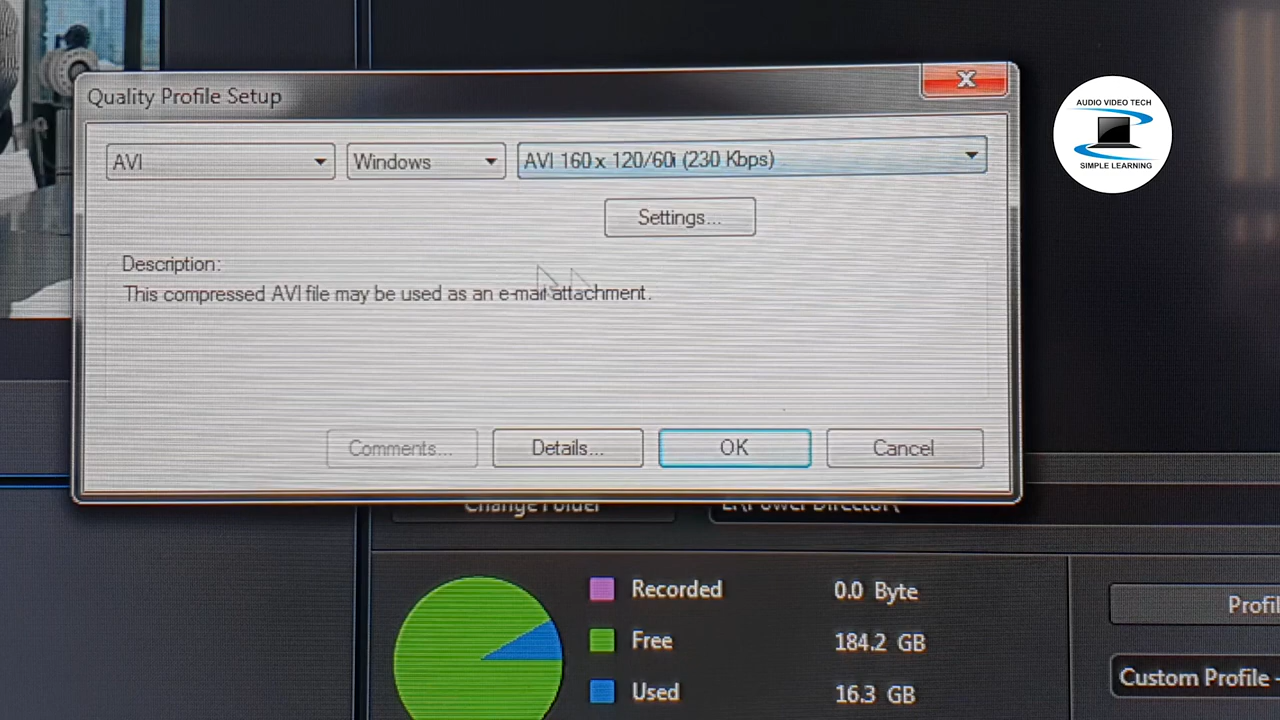 Quality Profile Setup
AUDIO VIDEO TECH
SIMPLE LEARNING
AVI
Windows
AVI 160 x 120/60i (230 Kbps)
Settings...
Description:
This compressed AVI file may be used as an e-mail attachment.
Comments...
Details...
OK
Cancel
Change Folder
Recorded 0.0 Byte
Free 184.2 GB
Used 16.3 GB
Custom Profile -